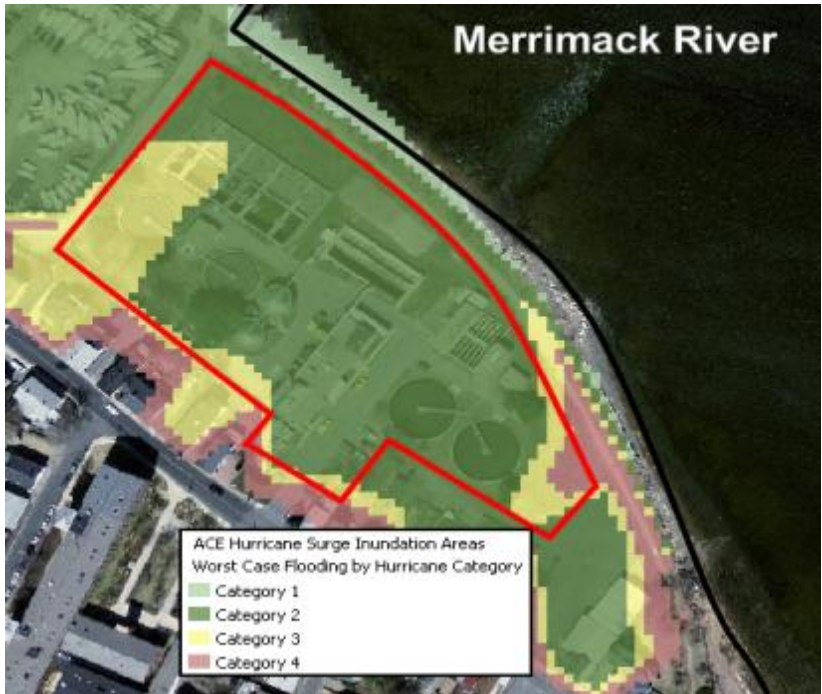 Merrimack River
ACE Hurricane Surge Inundation Areas
Worst Case Flooding by Hurricane Category
Category 1
Category 2
Category 3
Category 4